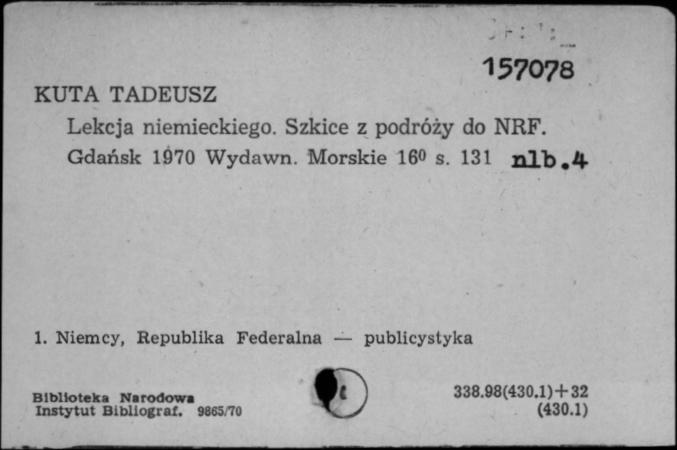 157078
KUTA TADEUSZ
Lekcja niemieckiego. Szkice z podróży do NRF.
Gdańsk 1970 Wydawn. Morskie 16⁰ s. 131 nlb.4
1. Niemcy, Republika Federalna — publicystyka
Biblioteka Narodowa
Instytut Bibliograf. 9865/70
338.98(430.1)+32
(430.1)